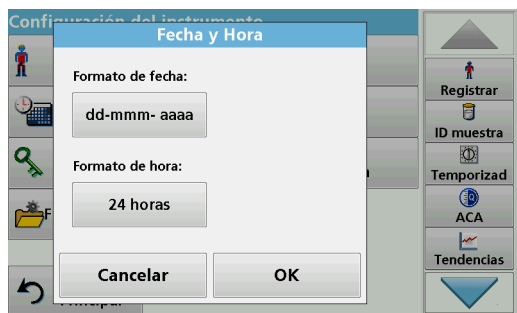 Configuración del instrumento
Fecha y Hora
Formato de fecha:
dd-mmm- aaaa
Formato de hora:
24 horas
Cancelar
OK
F
Principal
Registrar
ID muestra
Temporizad
ACA
Tendencias